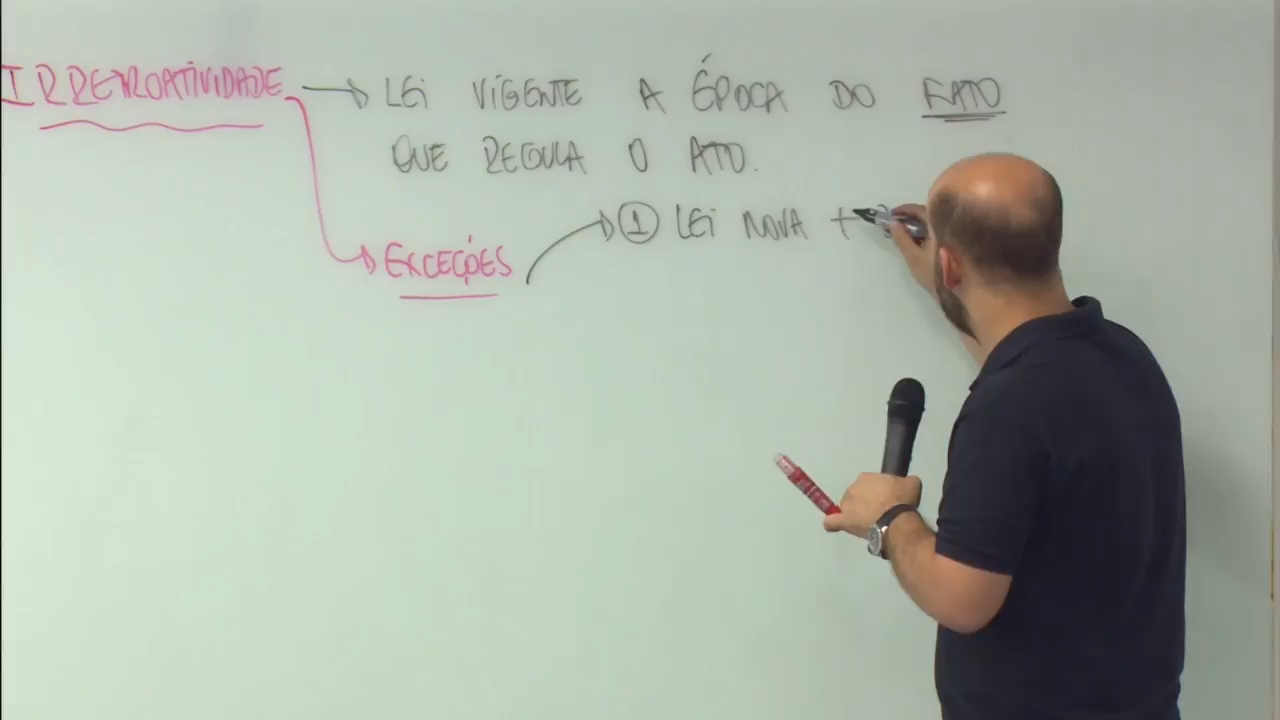 IRRETROATIVIDADE → LEI VIGENTE A ÉPOCA DO FATO
QUE REGULA O ATO.
① LEI NOVA +
EXCEÇÕES